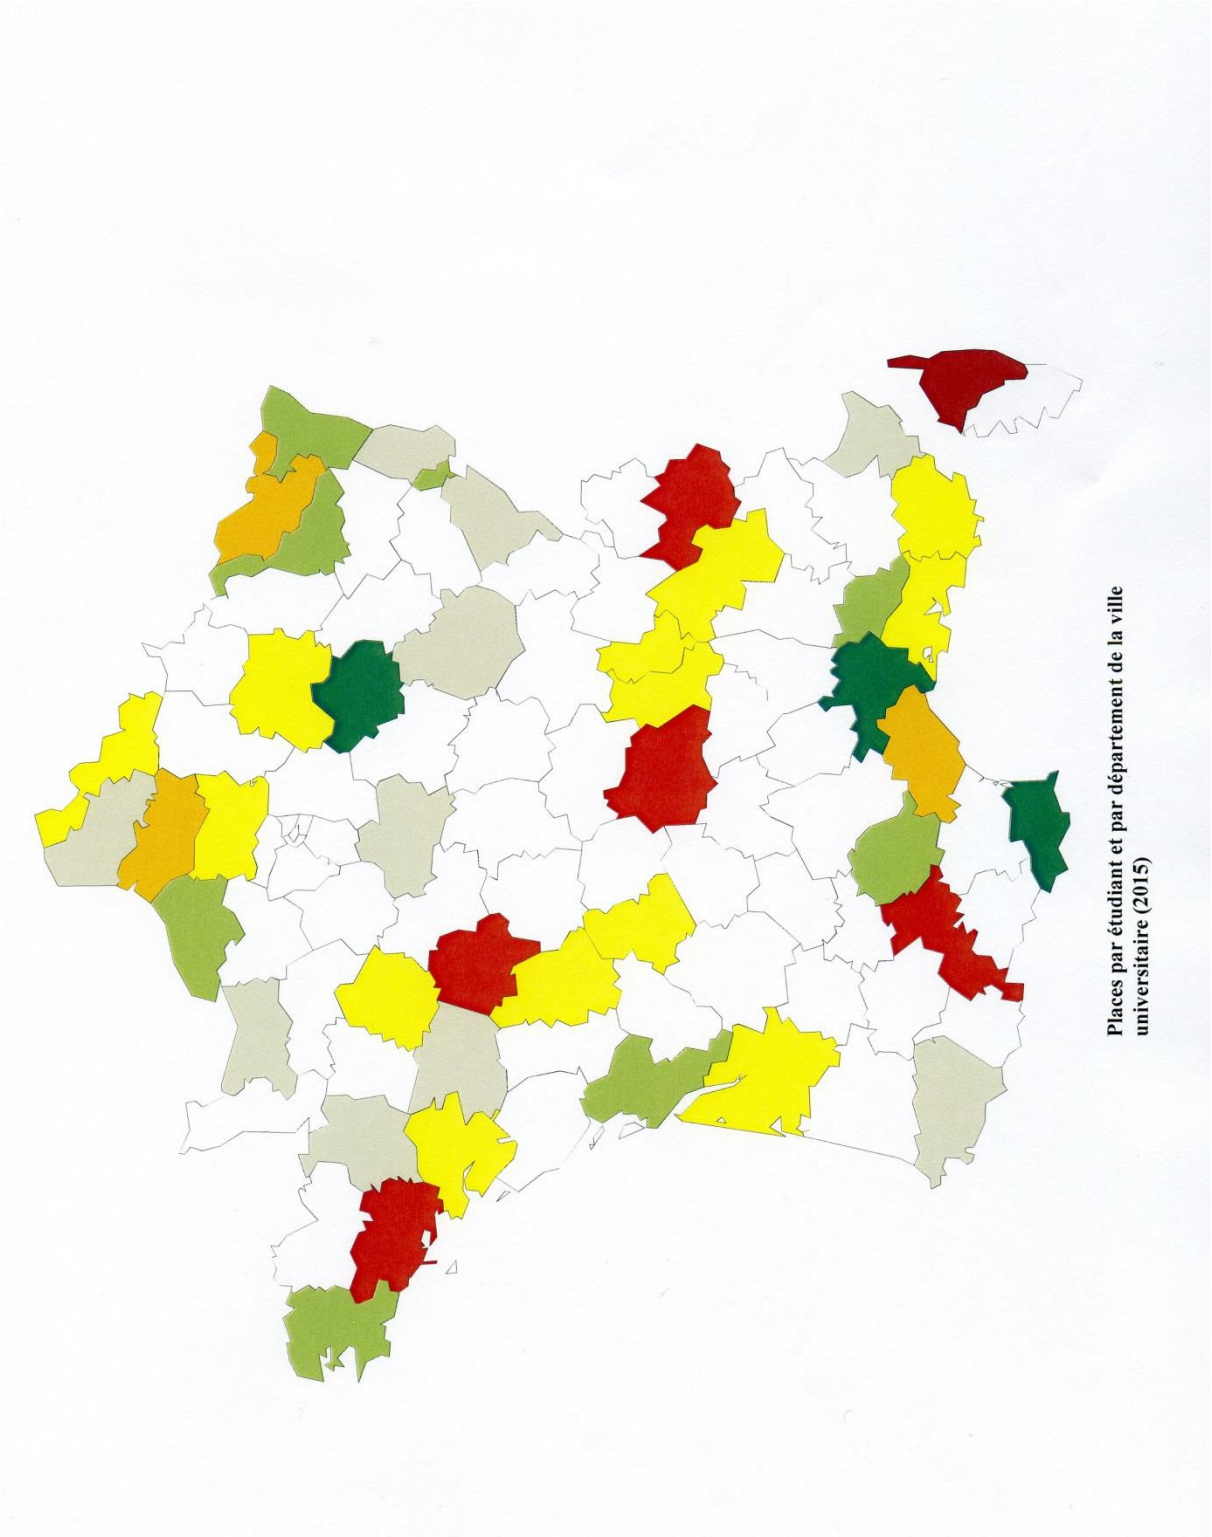 Places par étudiant et par département de la ville
universitaire (2015)